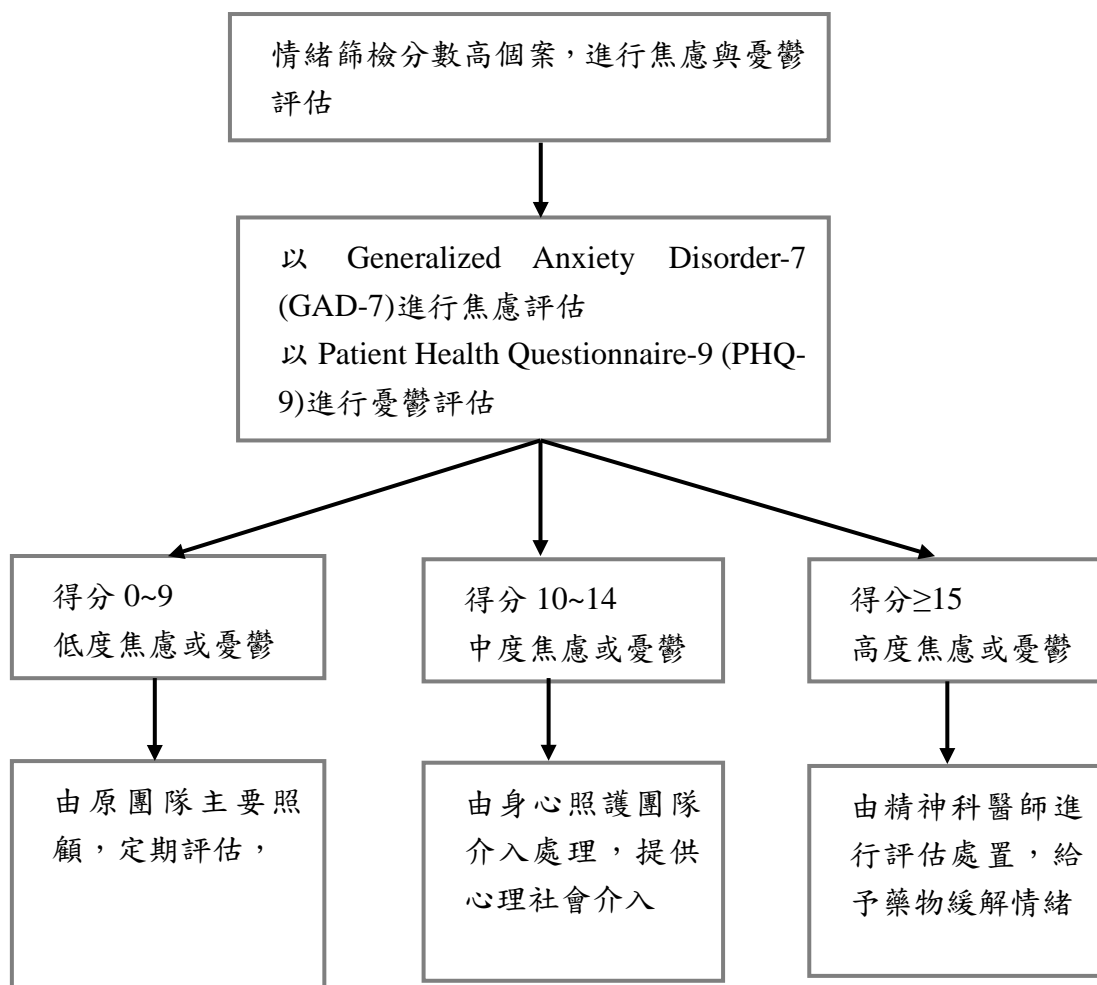 情緒篩檢分數高個案，進行焦慮與憂鬱
評估
以 Generalized Anxiety Disorder-7
(GAD-7)進行焦慮評估
以 Patient Health Questionnaire-9 (PHQ-
9)進行憂鬱評估
得分 0~9
低度焦慮或憂鬱
得分 10~14
中度焦慮或憂鬱
得分≥15
高度焦慮或憂鬱
由原團隊主要照
顧，定期評估，
由身心照護團隊
介入處理，提供
心理社會介入
由精神科醫師進
行評估處置，給
予藥物緩解情緒